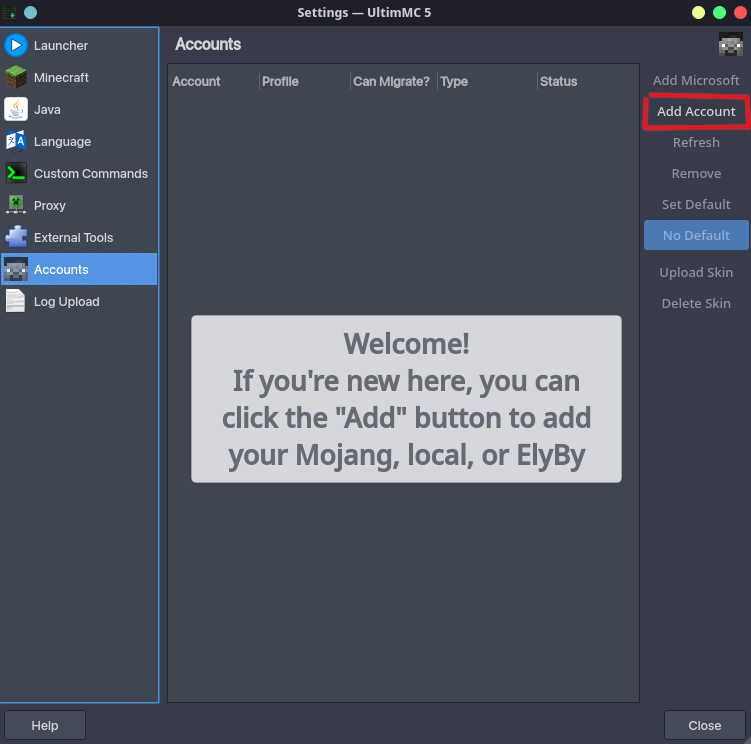 Settings — UltimMC 5
Launcher
Minecraft
Java
Language
Custom Commands
Proxy
External Tools
Accounts
Log Upload
Accounts
Account Profile Can Migrate? Type Status
Welcome!
If you're new here, you can
click the "Add" button to add
your Mojang, local, or ElyBy
Add Microsoft
Add Account
Refresh
Remove
Set Default
No Default
Upload Skin
Delete Skin
Help
Close